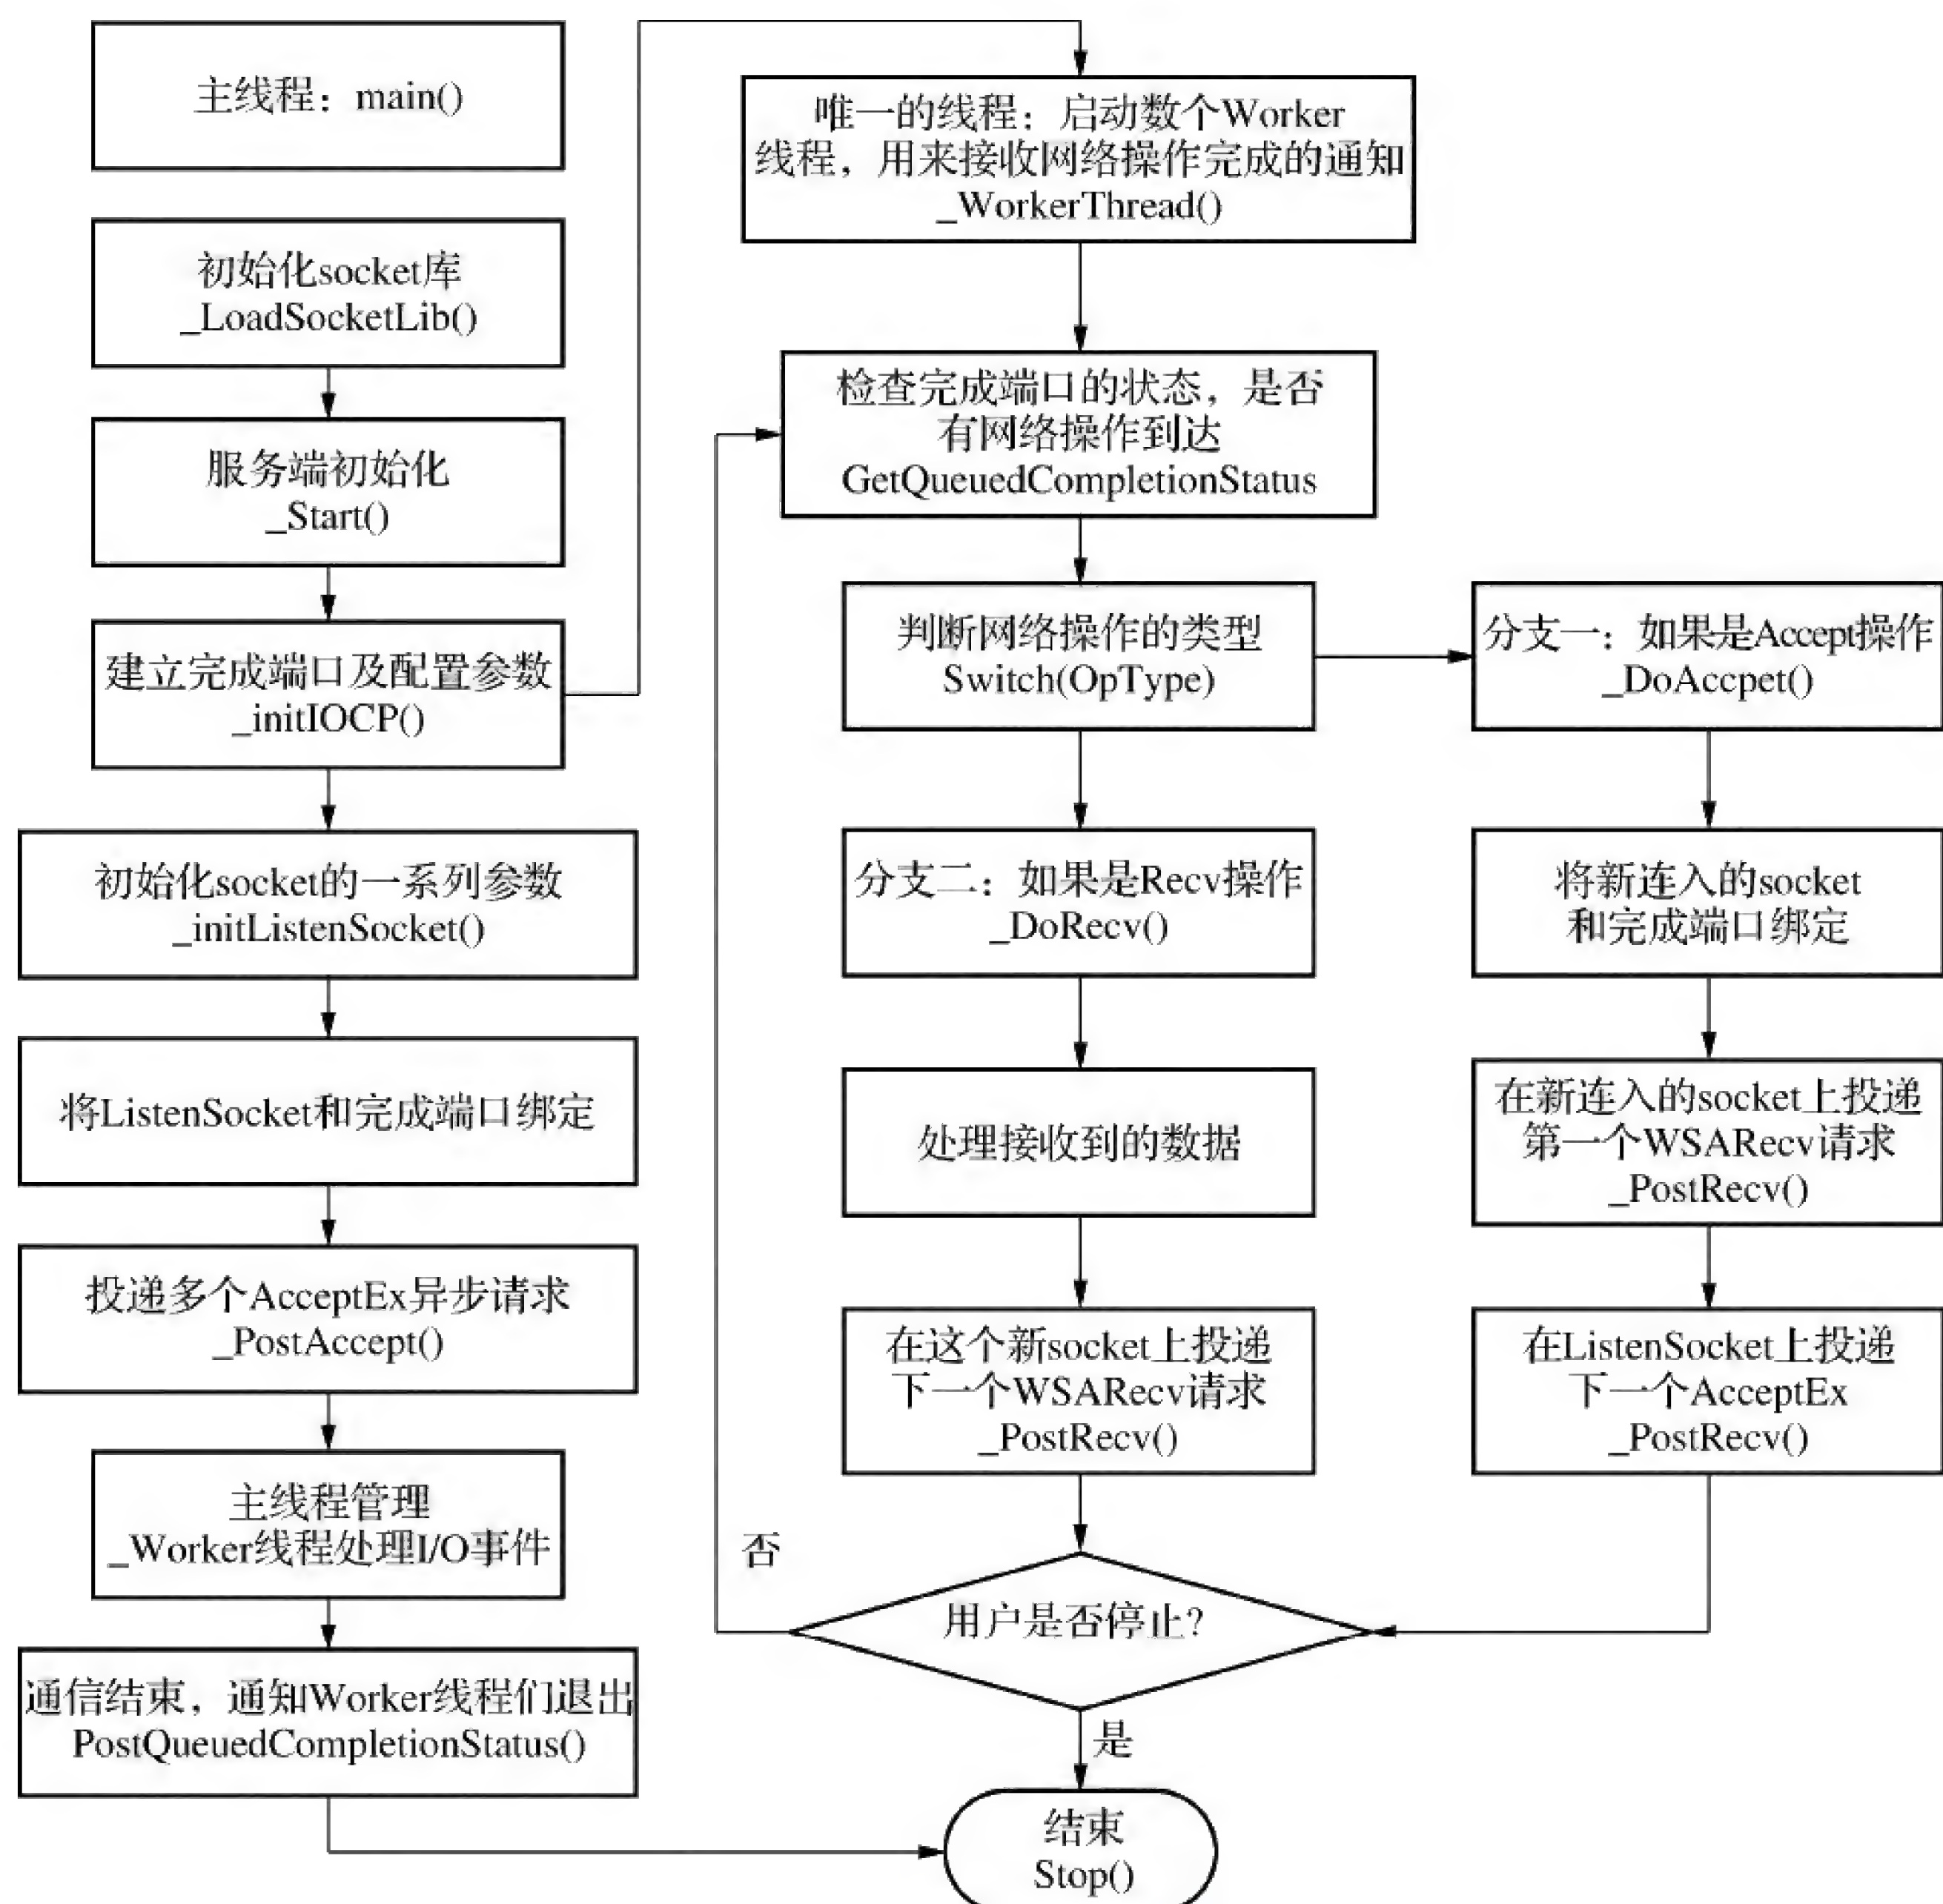 主线程：main()
初始化socket库
_LoadSocketLib()
服务端初始化
_Start()
建立完成端口及配置参数
_initIOCP()
初始化socket的一系列参数
_initListenSocket()
将ListenSocket和完成端口绑定
投递多个AcceptEx异步请求
_PostAccept()
主线程管理
_Worker线程处理I/O事件
通信结束，通知Worker线程们退出
PostQueuedCompletionStatus()
唯一的线程：启动数个Worker
线程，用来接收网络操作完成的通知
_WorkerThread()
检查完成端口的状态，是否
有网络操作到达
GetQueuedCompletionStatus
判断网络操作的类型
Switch(OpType)
分支二：如果是Recv操作
_DoRecv()
处理接收到的数据
在这个新socket上投递
下一个WSARecv请求
_PostRecv()
否
用户是否停止?
是
结束
Stop()
分支一：如果是Accept操作
_DoAccpet()
将新连入的socket
和完成端口绑定
在新连入的socket上投递
第一个WSARecv请求
_PostRecv()
在ListenSocket上投递
下一个AcceptEx
_PostRecv()